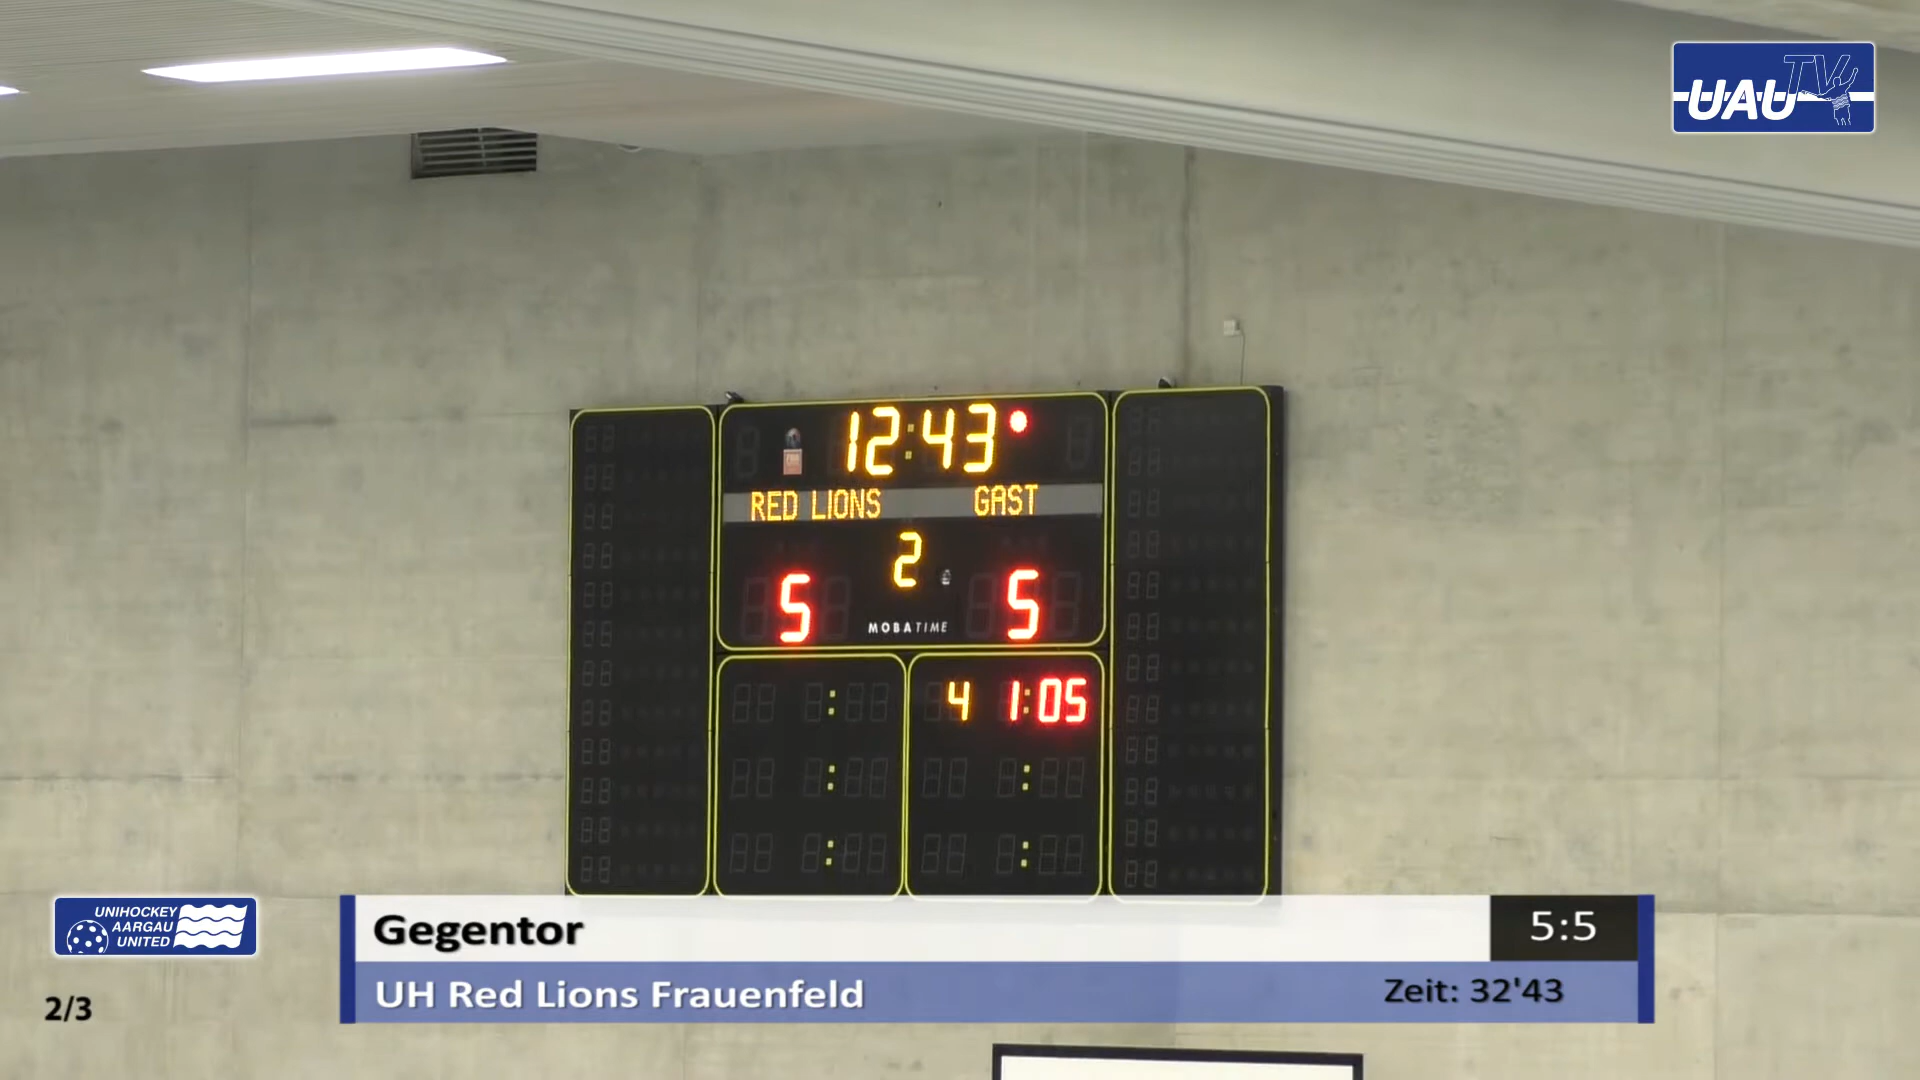 UAU TV
12:43
RED LIONS GAST
2
5 5
MOBATIME
4 1:05
UNIHOCKEY
AARGAU
UNITED
Gegentor 5:5
UH Red Lions Frauenfeld Zeit: 32'43
2/3